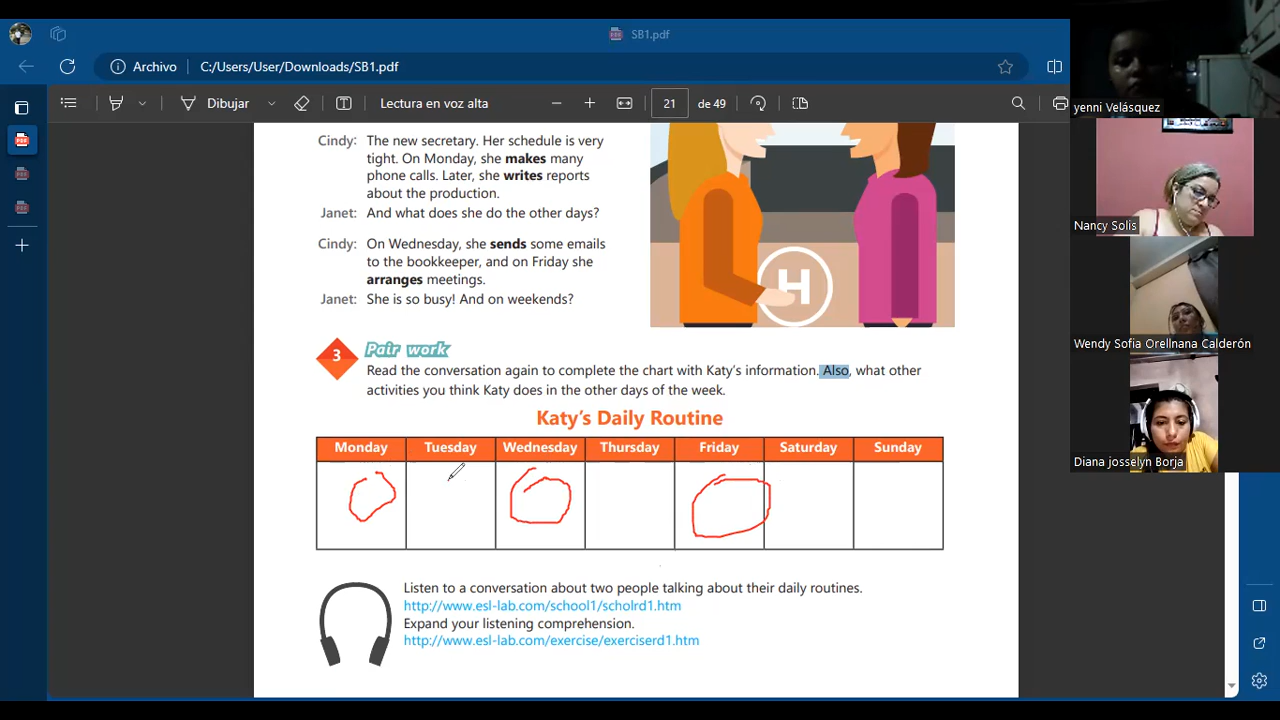 SB1.pdf
Archivo
C:/Users/User/Downloads/SB1.pdf
Dibujar
Lectura en voz alta
21
de 49
Cindy: The new secretary. Her schedule is very
tight. On Monday, she makes many
phone calls. Later, she writes reports
about the production.
Janet: And what does she do the other days?
Cindy: On Wednesday, she sends some emails
to the bookkeeper, and on Friday she
arranges meetings.
Janet: She is so busy! And on weekends?
H
3
Pair work
Read the conversation again to complete the chart with Katy's information. Also, what other
activities you think Katy does in the other days of the week.
Katy's Daily Routine
Monday Tuesday Wednesday Thursday Friday Saturday Sunday
Listen to a conversation about two people talking about their daily routines.
http://www.esl-lab.com/school1/scholrd1.htm
Expand your listening comprehension.
http://www.esl-lab.com/exercise/exerciserd1.htm
yenni Velásquez
Nancy Solis
Wendy Sofia Orellnana Calderón
Diana josselyn Borja